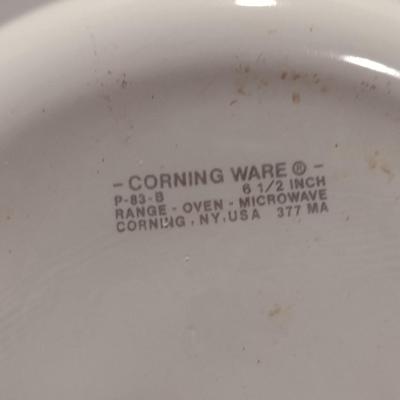 - CORNING WARE ® -
P-83-B 6 1/2 INCH
RANGE - OVEN - MICROWAVE
CORNING, NY, USA 377 MA